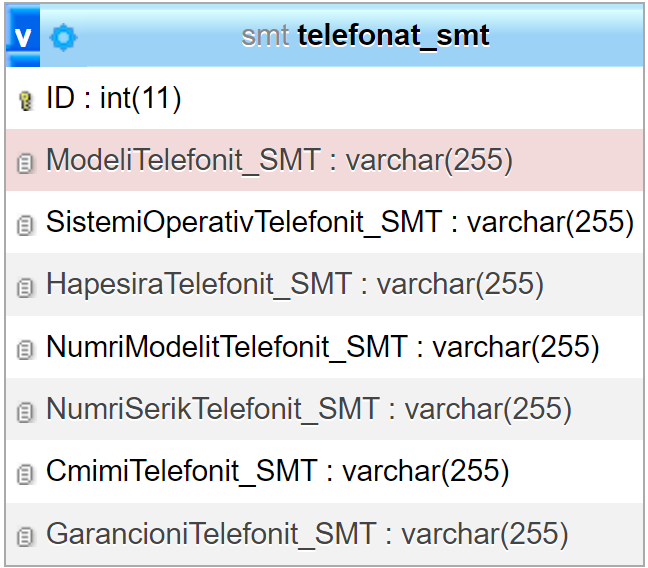 v smt telefonat_smt
ID : int(11)
ModeliTelefonit_SMT : varchar(255)
SistemiOperativTelefonit_SMT : varchar(255)
HapesiraTelefonit_SMT : varchar(255)
NumriModelitTelefonit_SMT : varchar(255)
NumriSerikTelefonit_SMT : varchar(255)
CmimiTelefonit_SMT : varchar(255)
GarancioniTelefonit_SMT : varchar(255)